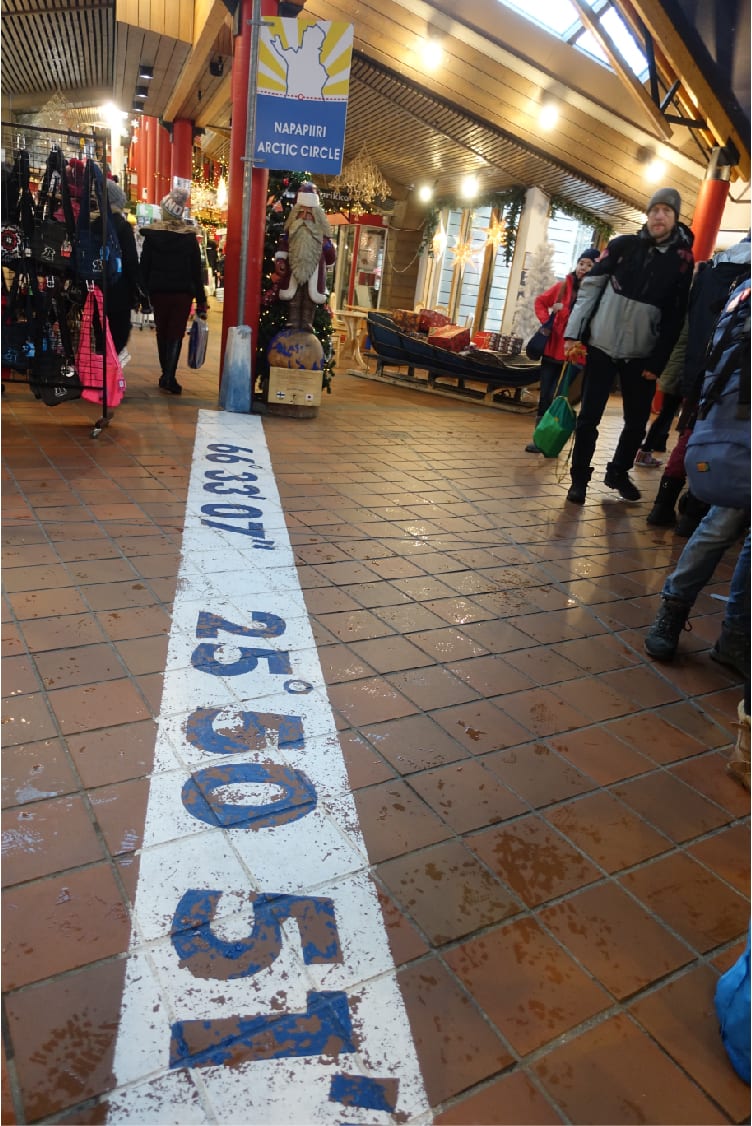 NAPAPIIRI
ARCTIC CIRCLE
66°33'07"
25°50'51"